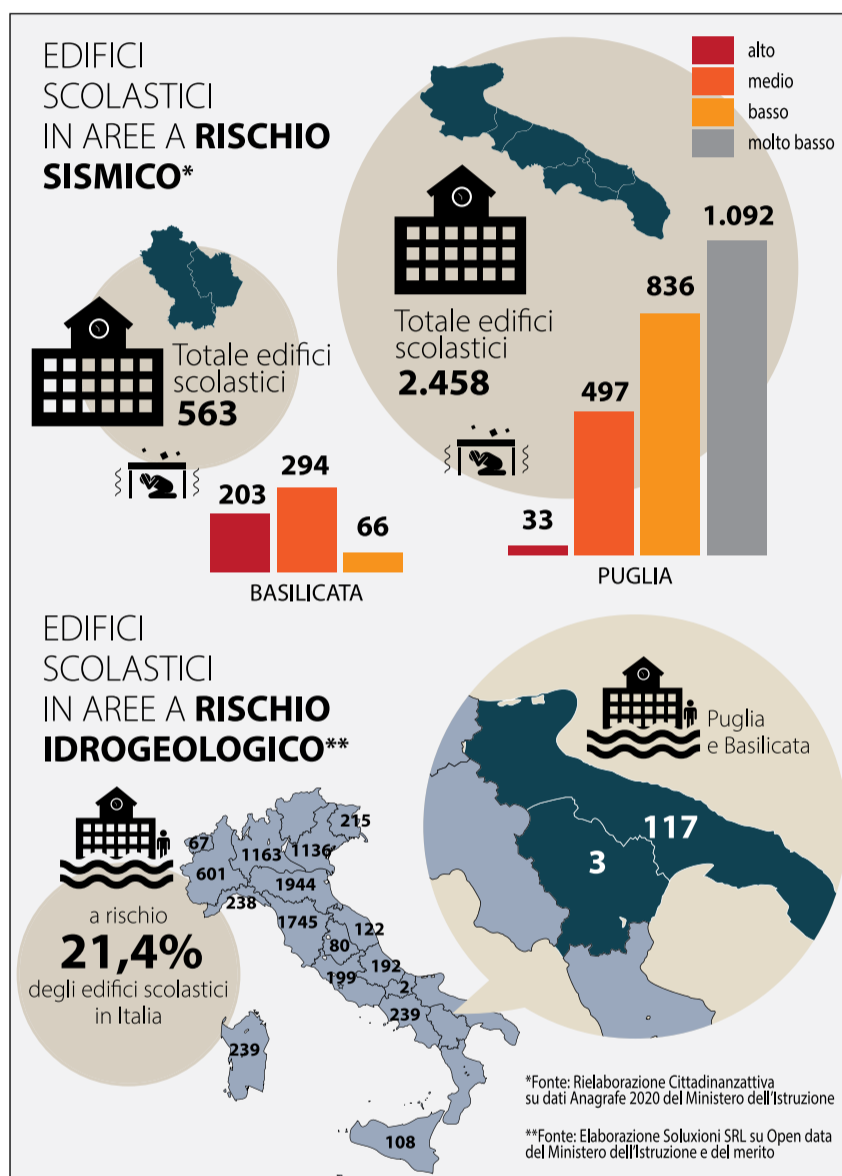 EDIFICI
SCOLASTICI
IN AREE A RISCHIO
SISMICO*
alto
medio
basso
molto basso
Totale edifici
scolastici
563
203
294
66
BASILICATA
Totale edifici
scolastici
2.458
33
497
836
1.092
PUGLIA
EDIFICI
SCOLASTICI
IN AREE A RISCHIO
IDROGEOLOGICO**
a rischio
21,4%
degli edifici scolastici
in Italia
67
601
1163
1136
215
238
1944
1745
122
80
192
199
2
239
239
108
Puglia
e Basilicata
117
3
*Fonte: Rielaborazione Cittadinanzattiva
su dati Anagrafe 2020 del Ministero dell'Istruzione
**Fonte: Elaborazione Soluxioni SRL su Open data
del Ministero dell'Istruzione e del merito